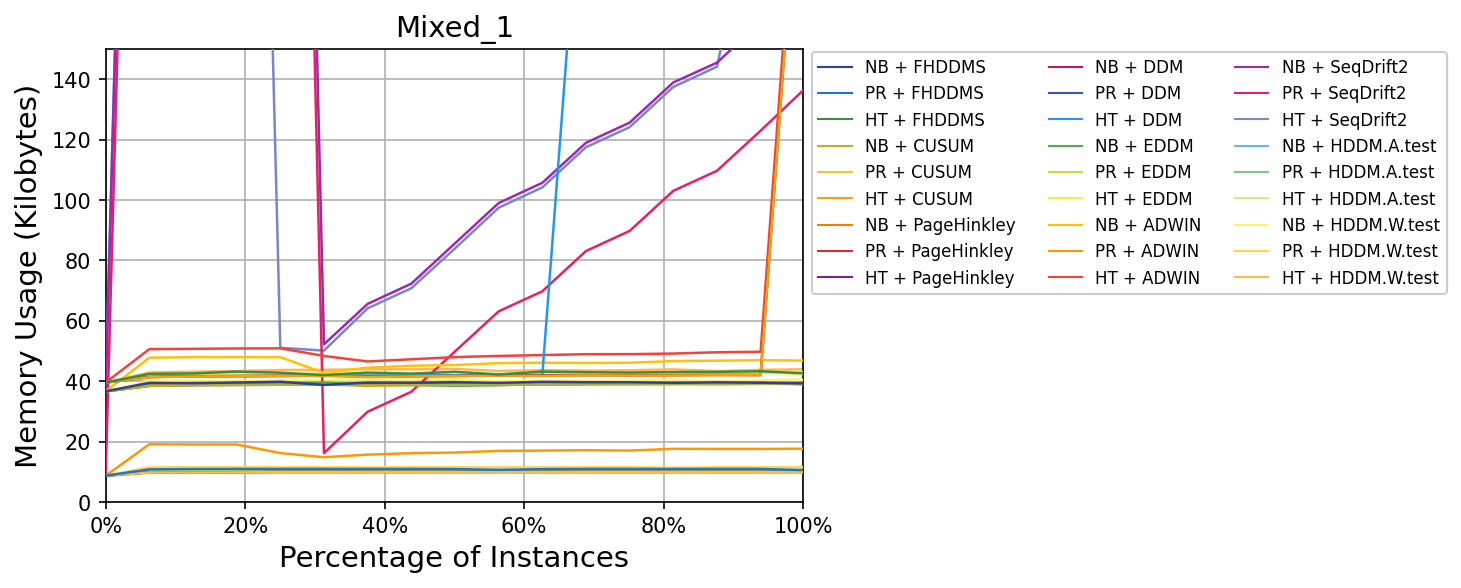 Mixed_1
140
120
100
80
60
40
20
0
Memory Usage (Kilobytes)
0%
20%
40%
60%
80%
100%
Percentage of Instances
NB + FHDDMS
PR + FHDDMS
HT + FHDDMS
NB + CUSUM
PR + CUSUM
HT + CUSUM
NB + PageHinkley
PR + PageHinkley
HT + PageHinkley
NB + DDM
PR + DDM
HT + DDM
NB + EDDM
PR + EDDM
HT + EDDM
NB + ADWIN
PR + ADWIN
HT + ADWIN
NB + SeqDrift2
PR + SeqDrift2
HT + SeqDrift2
NB + HDDM.A.test
PR + HDDM.A.test
HT + HDDM.A.test
NB + HDDM.W.test
PR + HDDM.W.test
HT + HDDM.W.test